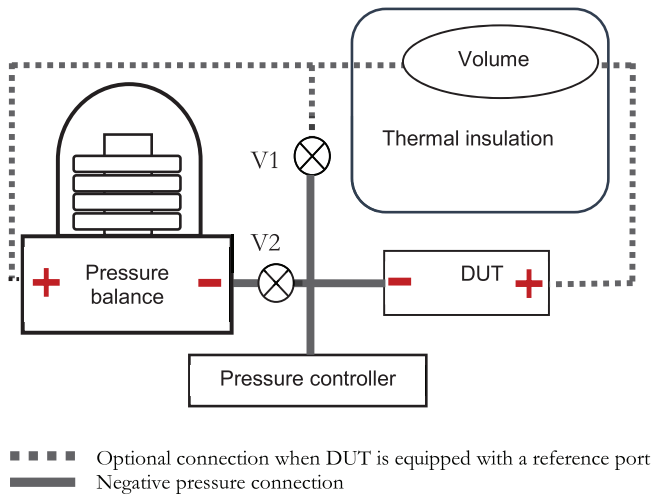 Volume
Thermal insulation
V1
V2
+ Pressure balance −
− DUT +
Pressure controller
Optional connection when DUT is equipped with a reference port
Negative pressure connection